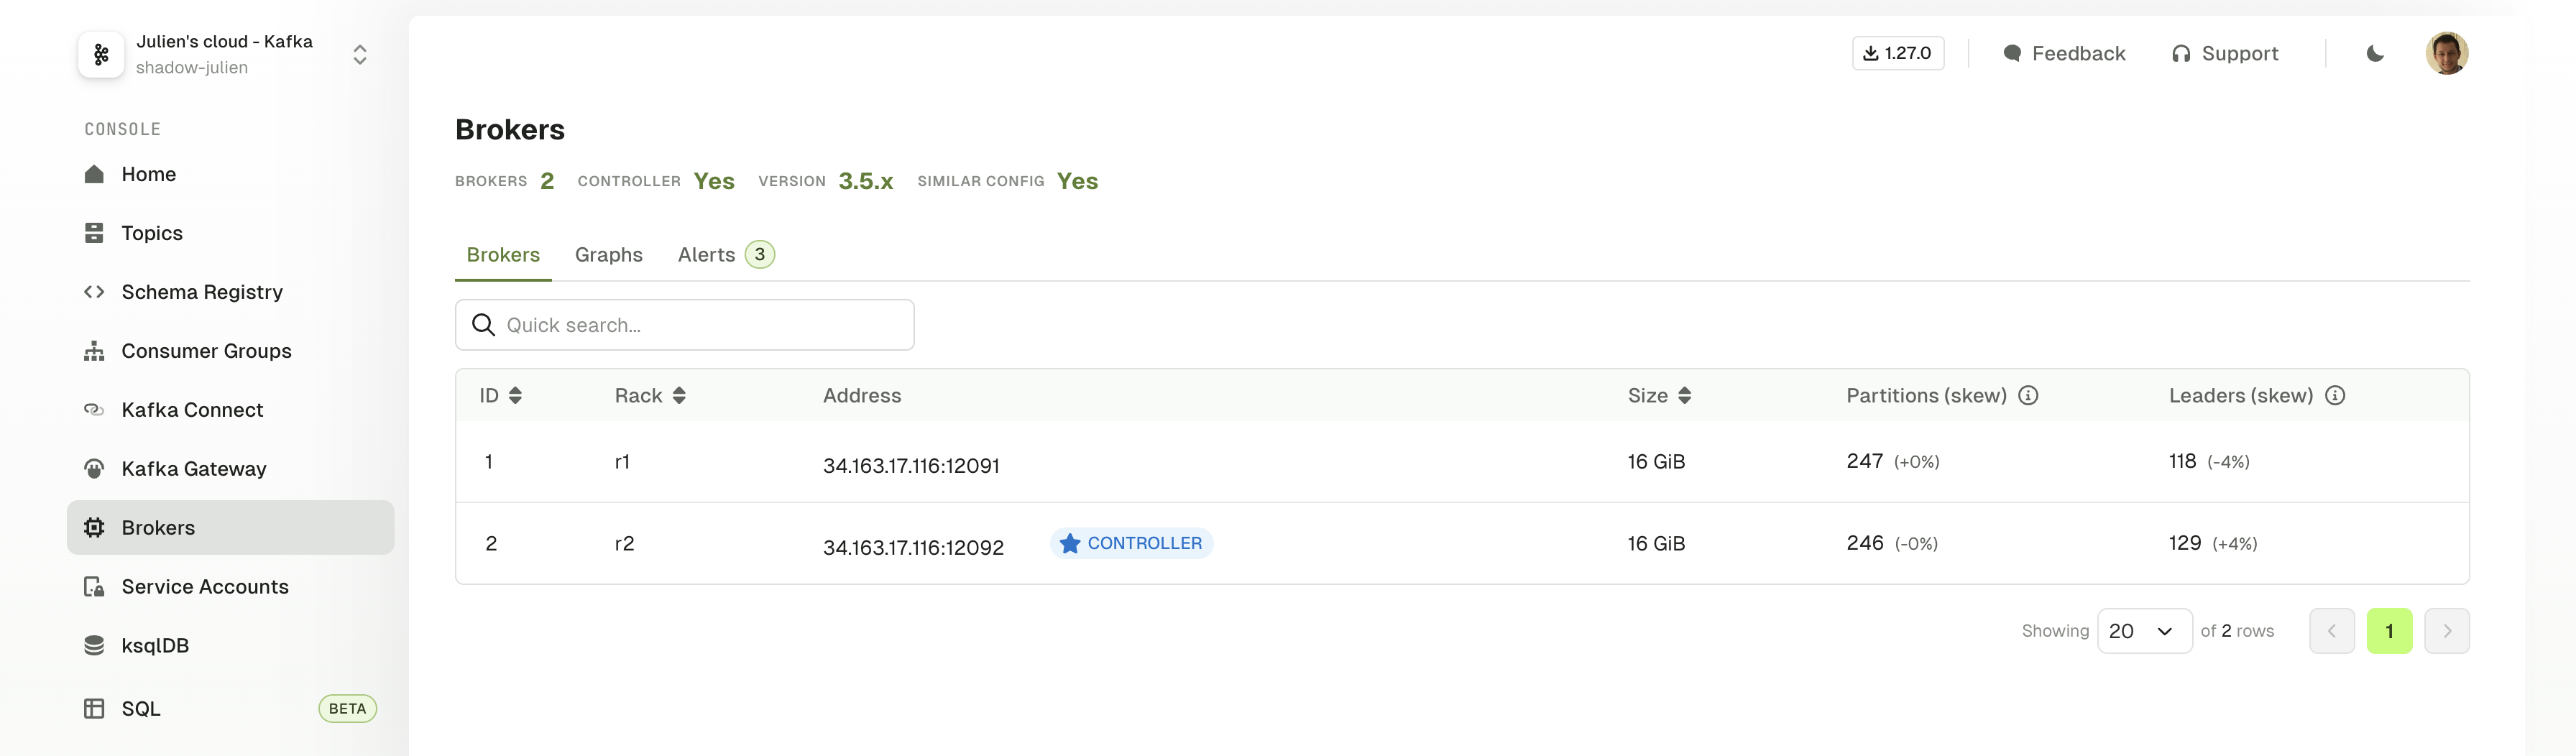 Julien's cloud - Kafka
shadow-julien
1.27.0 Feedback Support
CONSOLE
Home
Topics
Schema Registry
Consumer Groups
Kafka Connect
Kafka Gateway
Brokers
Service Accounts
ksqlDB
SQL BETA
Brokers
BROKERS 2 CONTROLLER Yes VERSION 3.5.x SIMILAR CONFIG Yes
Brokers Graphs Alerts 3
Quick search...
ID Rack Address Size Partitions (skew) Leaders (skew)
1 r1 34.163.17.116:12091 16 GiB 247 (+0%) 118 (-4%)
2 r2 34.163.17.116:12092 CONTROLLER 16 GiB 246 (-0%) 129 (+4%)
Showing 20 of 2 rows 1